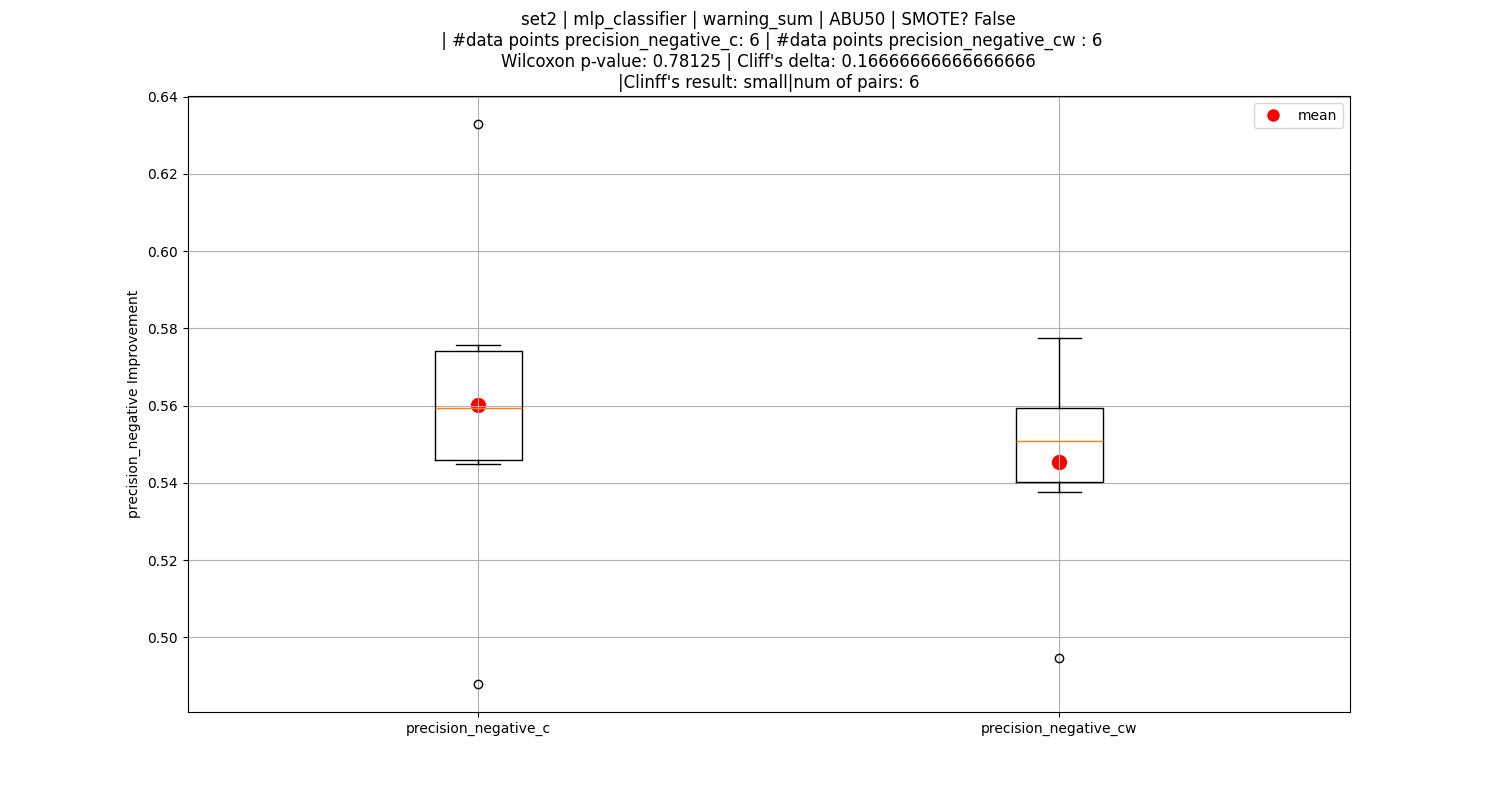 set2 | mlp_classifier | warning_sum | ABU50 | SMOTE? False
| #data points precision_negative_c: 6 | #data points precision_negative_cw : 6
Wilcoxon p-value: 0.78125 | Cliff's delta: 0.16666666666666666
|Clinff's result: small|num of pairs: 6
mean
0.64
0.62
0.60
0.58
0.56
0.54
0.52
0.50
precision_negative Improvement
precision_negative_c
precision_negative_cw